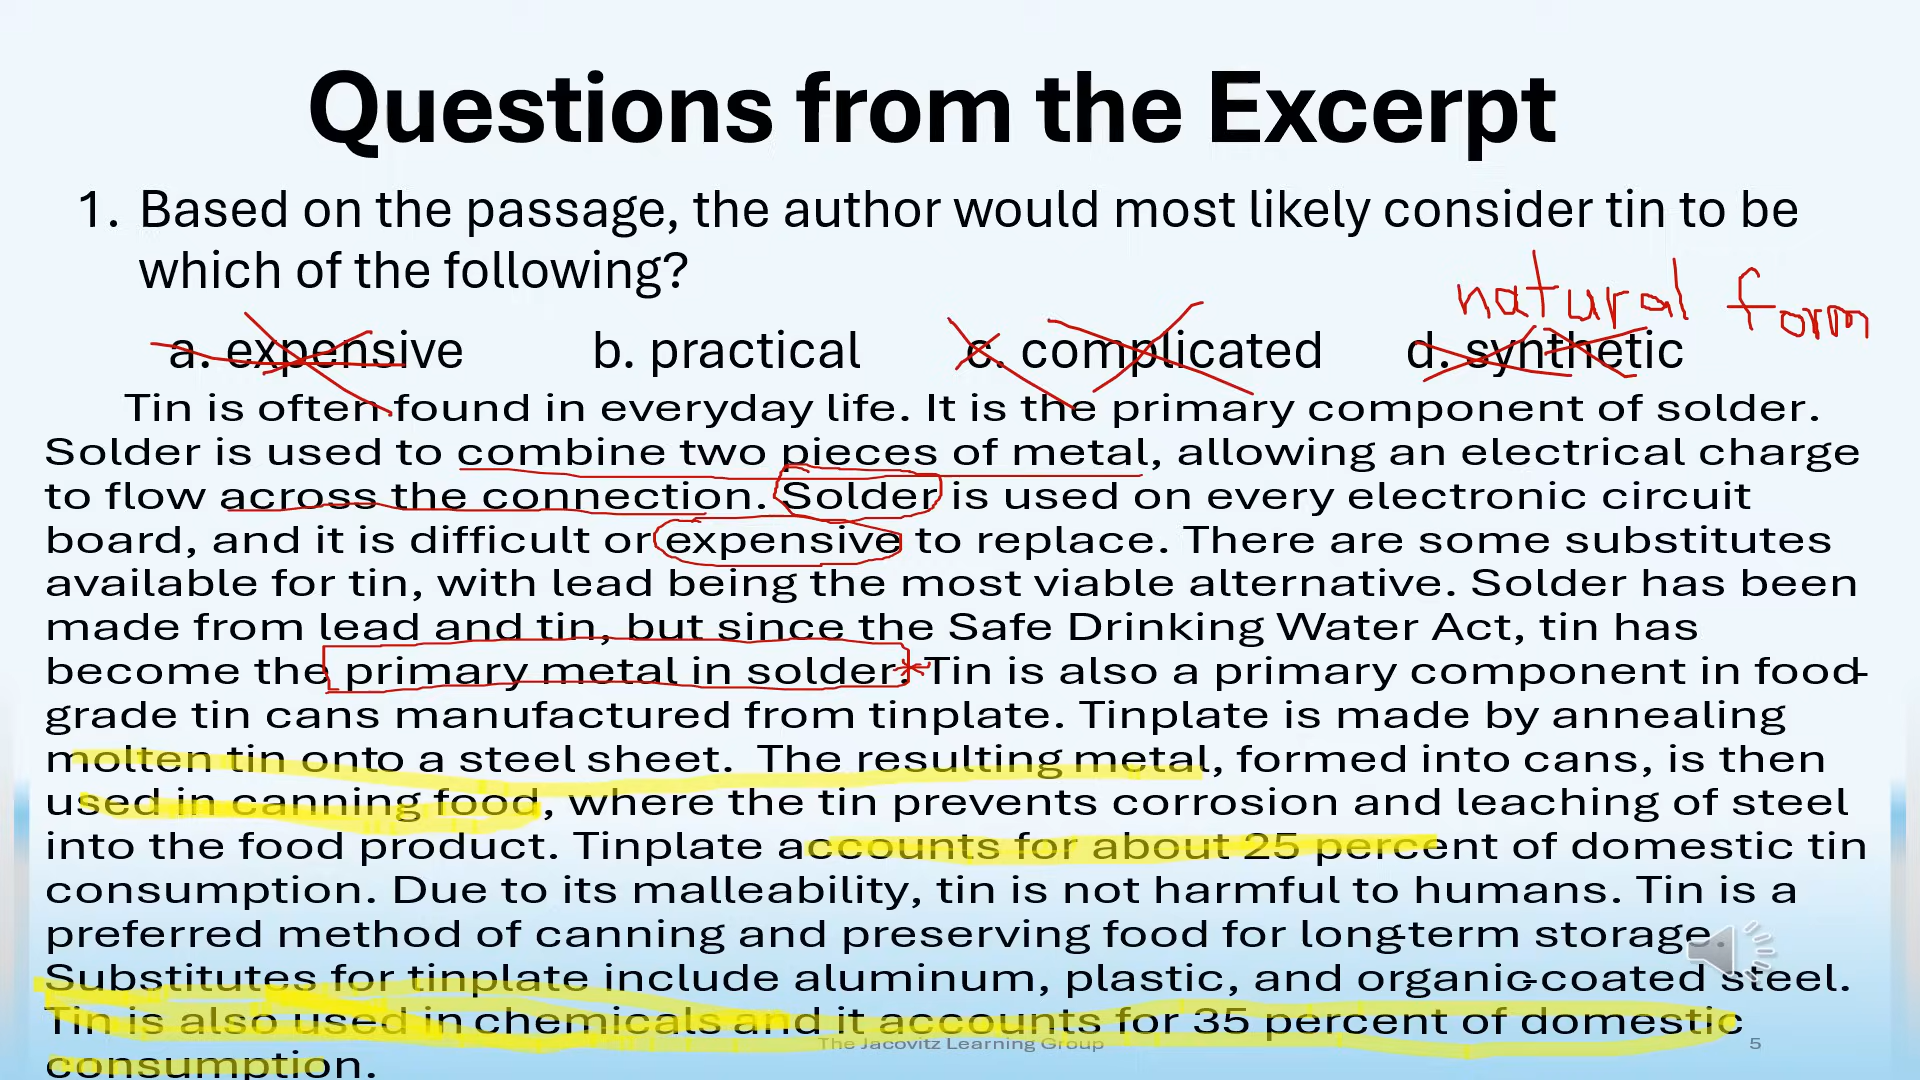 Questions from the Excerpt
1. Based on the passage, the author would most likely consider tin to be
which of the following?
natural form
a. expensive b. practical c. complicated d. synthetic
Tin is often found in everyday life. It is the primary component of solder.
Solder is used to combine two pieces of metal, allowing an electrical charge
to flow across the connection. Solder is used on every electronic circuit
board, and it is difficult or expensive to replace. There are some substitutes
available for tin, with lead being the most viable alternative. Solder has been
made from lead and tin, but since the Safe Drinking Water Act, tin has
become the primary metal in solder. Tin is also a primary component in food-
grade tin cans manufactured from tinplate. Tinplate is made by annealing
molten tin onto a steel sheet. The resulting metal, formed into cans, is then
used in canning food, where the tin prevents corrosion and leaching of steel
into the food product. Tinplate accounts for about 25 percent of domestic tin
consumption. Due to its malleability, tin is not harmful to humans. Tin is a
preferred method of canning and preserving food for long-term storage.
Substitutes for tinplate include aluminum, plastic, and organic-coated steel.
Tin is also used in chemicals and it accounts for 35 percent of domestic
consumption.
The Jacovitz Learning Group 5